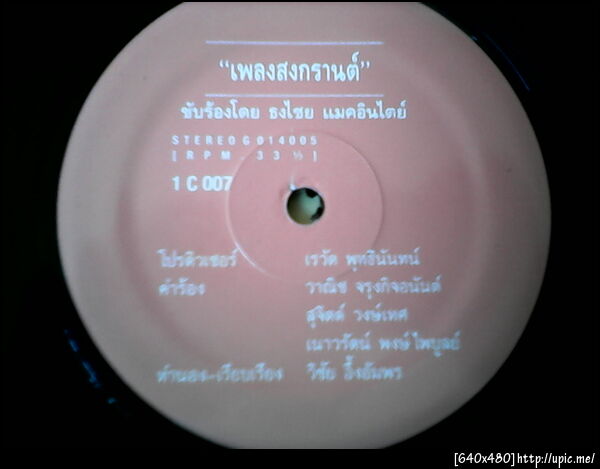 “เพลงสงกรานต์”
ขับร้องโดย ธงไชย แมคอินไตย์
STEREO G014005
[RPM. 33 ⅓]
1 C 007
โปรดิวเซอร์ เรวัต พุทธินันทน์
คำร้อง วาณิช จรุงกิจอนันต์
สุจิตต์ วงษ์เทศ
เนาวรัตน์ พงษ์ไพบูลย์
ทำนอง-เรียบเรียง วิชัย อึ้งอัมพร
[640x480]http://upic.me/